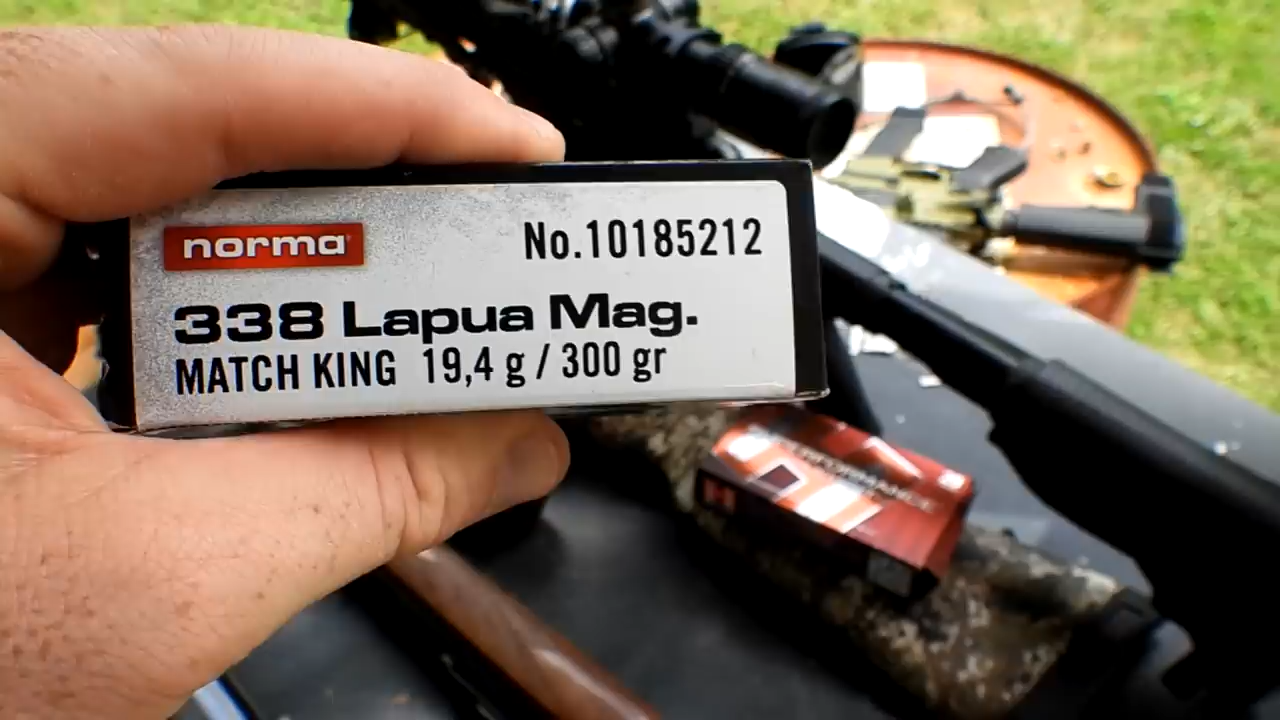 norma
No.10185212
338 Lapua Mag.
MATCH KING 19,4 g / 300 gr
H